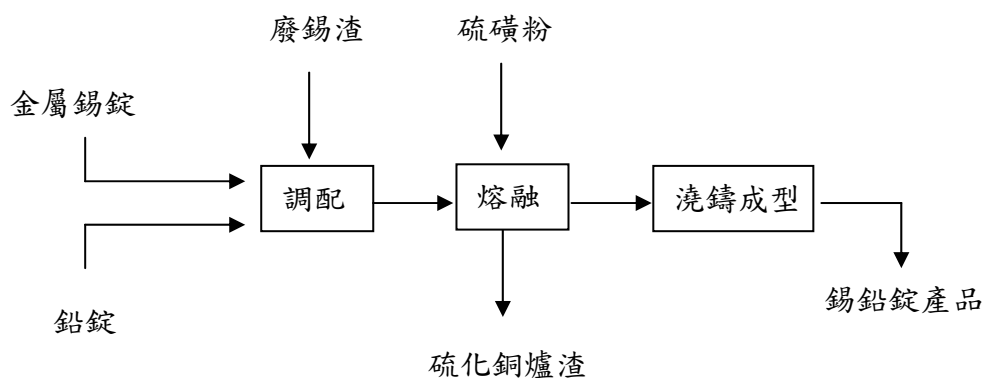 廢錫渣
硫磺粉
金屬錫錠
調配
熔融
澆鑄成型
鉛錠
錫鉛錠產品
硫化銅爐渣